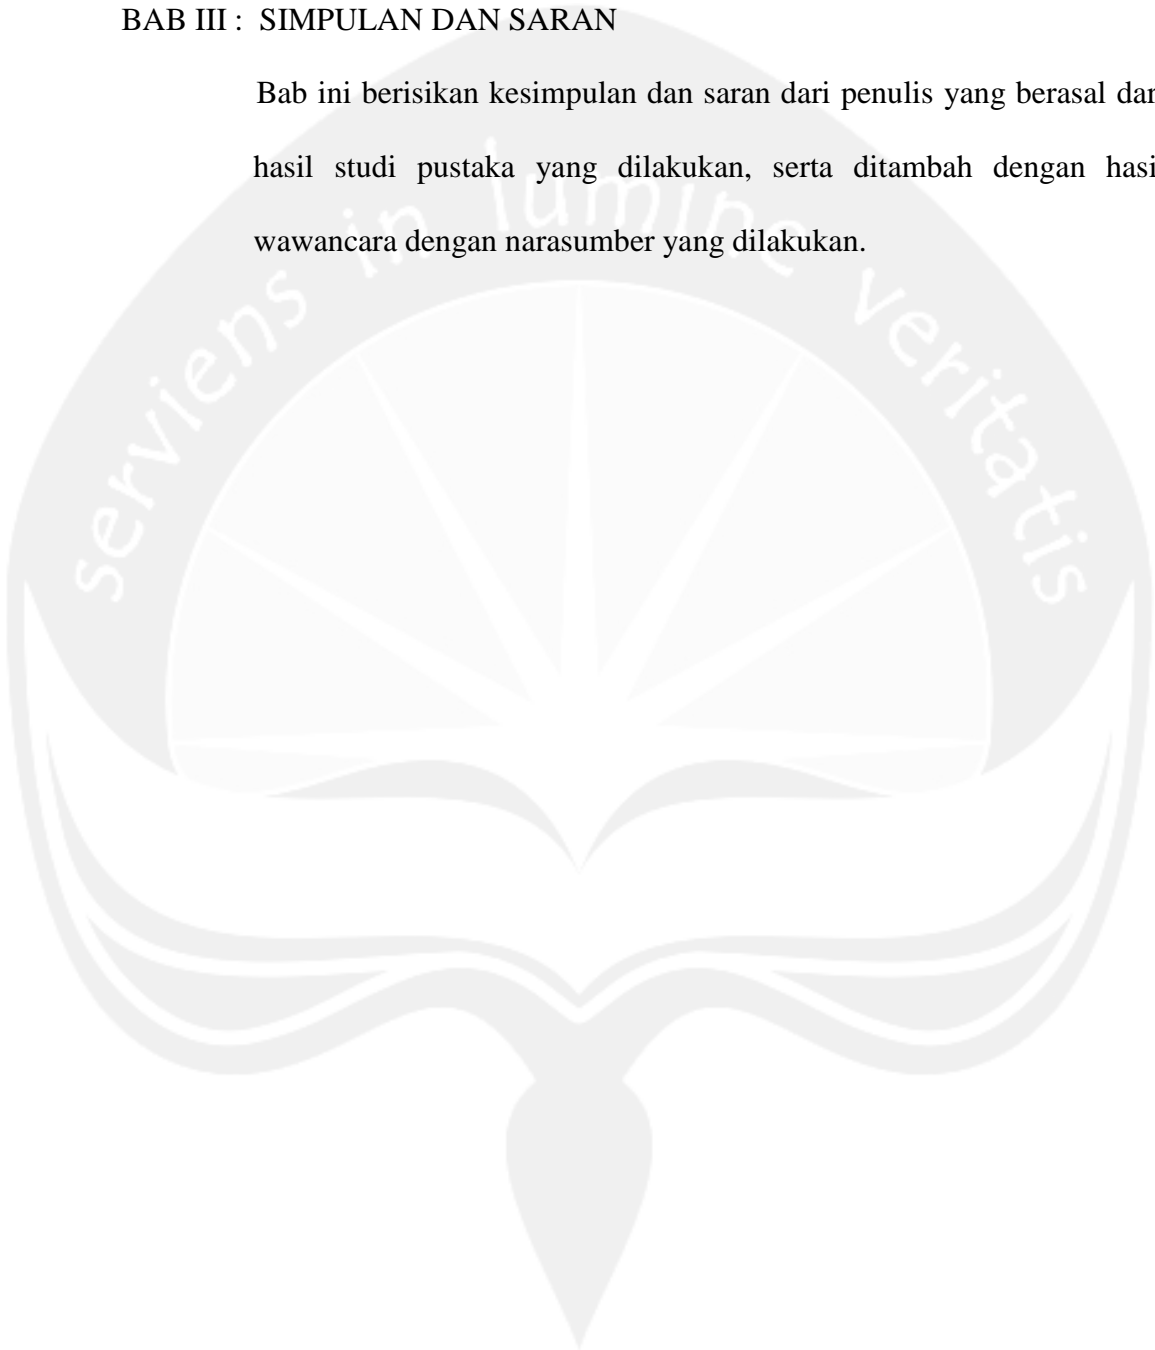 BAB III : SIMPULAN DAN SARAN
Bab ini berisikan kesimpulan dan saran dari penulis yang berasal dar
hasil studi pustaka yang dilakukan, serta ditambah dengan hasi
wawancara dengan narasumber yang dilakukan.
serviens in lumine veritatis